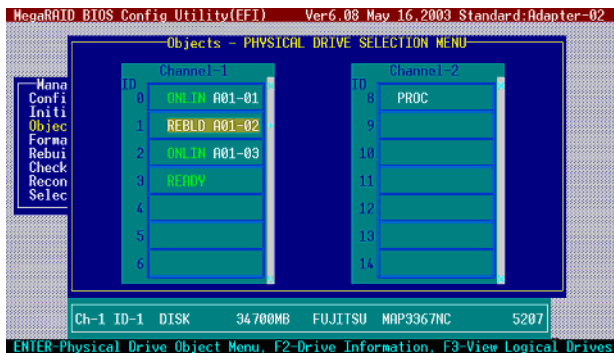 MegaRAID BIOS Config Utility(EFI) Ver6.08 May 16,2003 Standard:Adapter-02
Objects - PHYSICAL DRIVE SELECTION MENU
Channel-1 Channel-2
Mana ID ID
Confi 0 ONLIN A01-01 8 PROC
Initi
Objec 1 REBLD A01-02 9
Forma
Rebui 2 ONLIN A01-03 10
Check
Recon 3 READY 11
Selec
4 12
5 13
6 14
Ch-1 ID-1 DISK 34700MB FUJITSU MAP3367NC 5207
ENTER-Physical Drive Object Menu, F2-Drive Information, F3-View Logical Drives